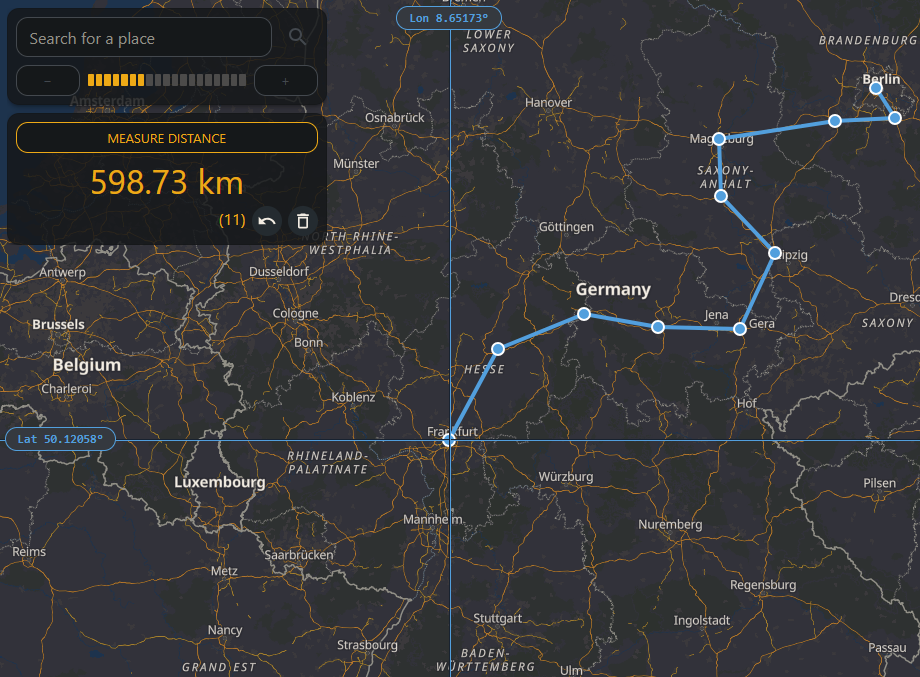 Bremen
Lon 8.65173°
Search for a place
LOWER
SAXONY
BRANDENBURG
−
+
Berlin
Amsterdam
Hanover
Osnabrück
MEASURE DISTANCE
Magdeburg
Münster
SAXONY-
ANHALT
598.73 km
(11)
Göttingen
NORTH RHINE-
WESTPHALIA
ipzig
Antwerp
Dusseldorf
Germany
Dresd
Cologne
Jena
Gera
SAXONY
Brussels
Bonn
Belgium
HESSE
Charleroi
Koblenz
Hof
Frankfurt
Lat 50.12058°
RHINELAND-
PALATINATE
Würzburg
Luxembourg
Pilsen
Mannheim
Nuremberg
Reims
Saarbrücken
Metz
Regensburg
Stuttgart
Ingolstadt
Nancy
Strasbourg
Passau
BADEN-
WÜRTTEMBERG
GRAND EST
Ulm